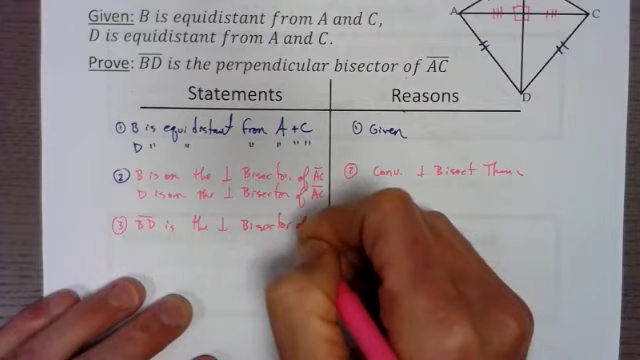 Given: B is equidistant from A and C,
D is equidistant from A and C.
A
C
D
Prove: BD is the perpendicular bisector of AC
Statements
Reasons
① B is equidistant from A + C
① Given
D " " " " " "
② B is on the ⊥ Bisector of AC
② Conv. ⊥ Bisect Thm
D is on the ⊥ Bisector of AC
③ BD is the ⊥ Bisector of